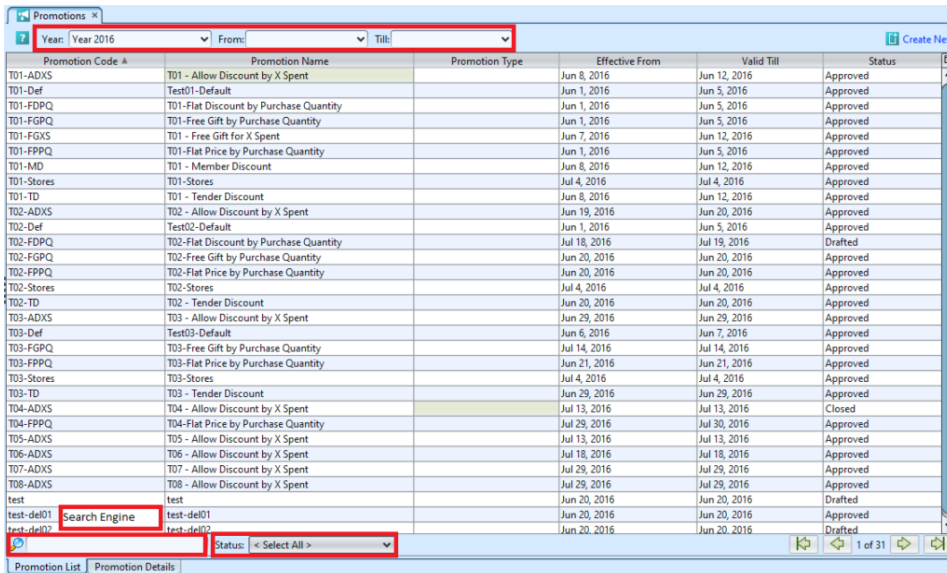 Promotions ×
? Year: Year 2016 From: Till: Create Ne
Promotion Code Promotion Name Promotion Type Effective From Valid Till Status
T01-ADXS T01 - Allow Discount by X Spent Jun 8, 2016 Jun 12, 2016 Approved
T01-Def Test01-Default Jun 1, 2016 Jun 5, 2016 Approved
T01-FDPQ T01-Flat Discount by Purchase Quantity Jun 1, 2016 Jun 5, 2016 Approved
T01-FGPQ T01-Free Gift by Purchase Quantity Jun 1, 2016 Jun 5, 2016 Approved
T01-FGXS T01 - Free Gift for X Spent Jun 7, 2016 Jun 12, 2016 Approved
T01-FPPQ T01-Flat Price by Purchase Quantity Jun 1, 2016 Jun 5, 2016 Approved
T01-MD T01 - Member Discount Jun 8, 2016 Jun 12, 2016 Approved
T01-Stores T01-Stores Jul 4, 2016 Jul 4, 2016 Approved
T01-TD T01 - Tender Discount Jun 8, 2016 Jun 12, 2016 Approved
T02-ADXS T02 - Allow Discount by X Spent Jun 19, 2016 Jun 20, 2016 Approved
T02-Def Test02-Default Jun 1, 2016 Jun 5, 2016 Approved
T02-FDPQ T02-Flat Discount by Purchase Quantity Jul 18, 2016 Jul 19, 2016 Drafted
T02-FGPQ T02-Free Gift by Purchase Quantity Jun 20, 2016 Jun 20, 2016 Approved
T02-FPPQ T02-Flat Price by Purchase Quantity Jun 20, 2016 Jun 20, 2016 Approved
T02-Stores T02-Stores Jul 4, 2016 Jul 4, 2016 Approved
T02-TD T02 - Tender Discount Jun 20, 2016 Jun 20, 2016 Approved
T03-ADXS T03 - Allow Discount by X Spent Jun 29, 2016 Jun 29, 2016 Approved
T03-Def Test03-Default Jun 6, 2016 Jun 7, 2016 Approved
T03-FGPQ T03-Free Gift by Purchase Quantity Jul 14, 2016 Jul 14, 2016 Approved
T03-FPPQ T03-Flat Price by Purchase Quantity Jun 21, 2016 Jun 21, 2016 Approved
T03-Stores T03-Stores Jul 4, 2016 Jul 4, 2016 Approved
T03-TD T03 - Tender Discount Jun 29, 2016 Jun 29, 2016 Approved
T04-ADXS T04 - Allow Discount by X Spent Jul 13, 2016 Jul 13, 2016 Closed
T04-FPPQ T04-Flat Price by Purchase Quantity Jul 29, 2016 Jul 30, 2016 Approved
T05-ADXS T05 - Allow Discount by X Spent Jul 13, 2016 Jul 13, 2016 Approved
T06-ADXS T06 - Allow Discount by X Spent Jul 18, 2016 Jul 18, 2016 Approved
T07-ADXS T07 - Allow Discount by X Spent Jul 29, 2016 Jul 29, 2016 Approved
T08-ADXS T08 - Allow Discount by X Spent Jul 29, 2016 Jul 29, 2016 Approved
test test Jun 20, 2016 Jun 20, 2016 Drafted
test-del01 Search Engine test-del01 Jun 20, 2016 Jun 20, 2016 Approved
test-del02 test-del02 Jun 20, 2016 Jun 20, 2016 Drafted
Status: < Select All > 1 of 31
Promotion List Promotion Details